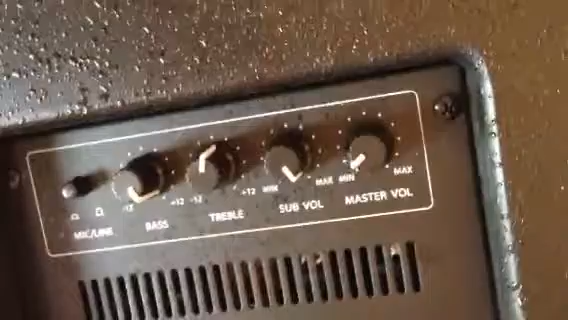 -12 +12 -12 +12 MIN MAX MIN MAX
MIC/LINE BASS TREBLE SUB VOL MASTER VOL